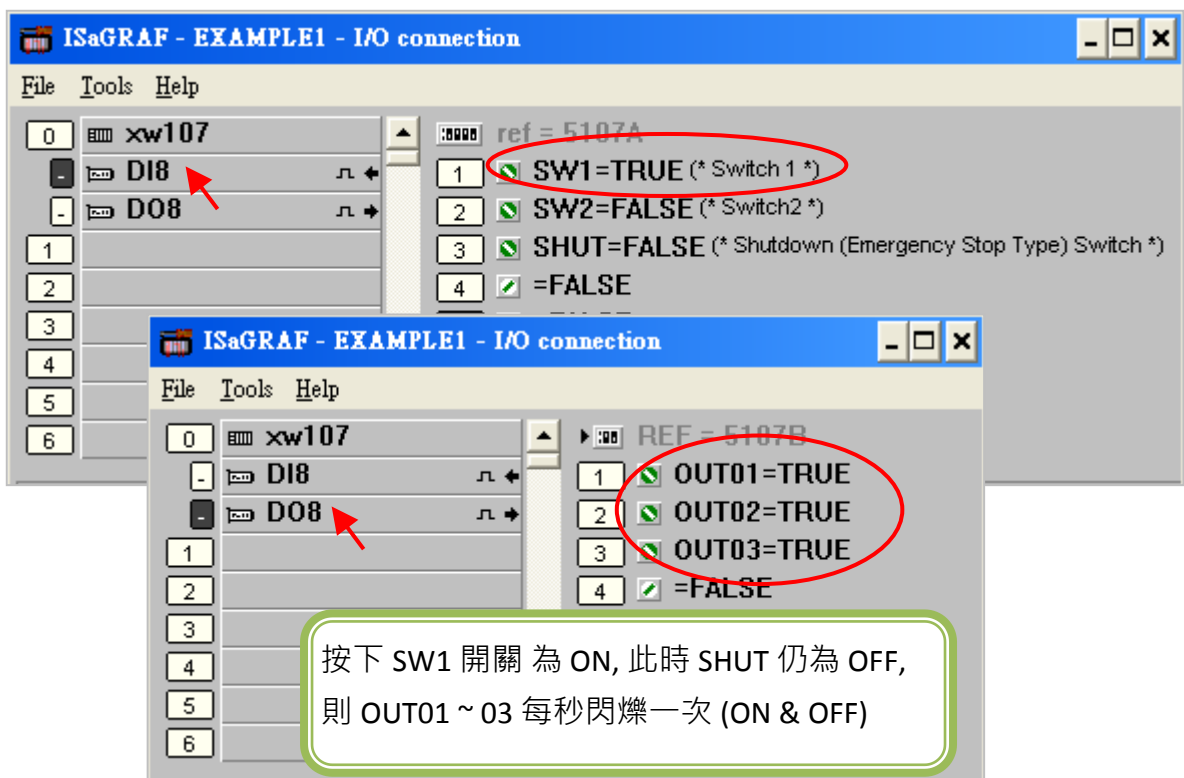 ISaGRAF - EXAMPLE1 - I/O connection
File Tools Help
0 xw107
- DI8
- DO8
1
2
3
4
5
6
ref = 5107A
1 SW1=TRUE (* Switch 1 *)
2 SW2=FALSE (* Switch2 *)
3 SHUT=FALSE (* Shutdown (Emergency Stop Type) Switch *)
4 =FALSE
ISaGRAF - EXAMPLE1 - I/O connection
File Tools Help
0 xw107
- DI8
- DO8
1
2
3
4
5
6
REF = 5107B
1 OUT01=TRUE
2 OUT02=TRUE
3 OUT03=TRUE
4 =FALSE
按下 SW1 開關 為 ON, 此時 SHUT 仍為 OFF,
則 OUT01 ~ 03 每秒閃爍一次 (ON & OFF)